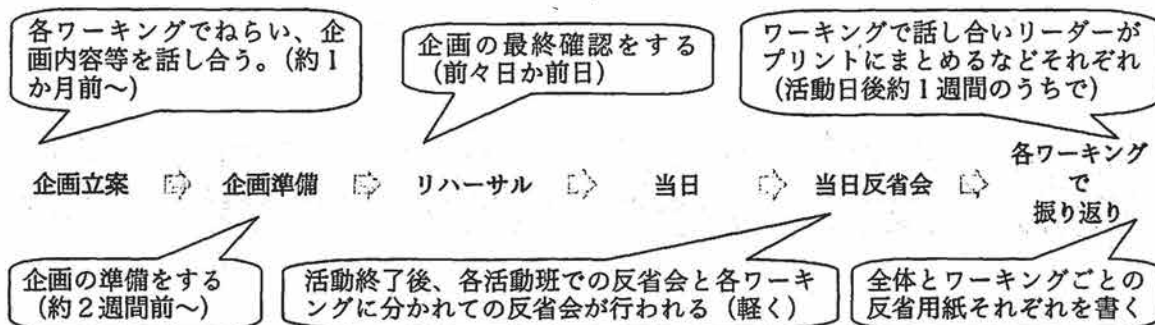 各ワーキングでねらい、企
画内容等を話し合う。(約1
か月前～)
企画の最終確認をする
(前々日か前日)
ワーキングで話し合いリーダーが
プリントにまとめるなどそれぞれ
(活動日後約1週間のうちで)
企画立案 ⇨ 企画準備 ⇨ リハーサル ⇨ 当日 ⇨ 当日反省会 ⇨
各ワーキング
で
振り返り
企画の準備をする
(約2週間前～)
活動終了後、各活動班での反省会と各ワーキ
ングに分かれての反省会が行われる(軽く)
全体とワーキングごとの
反省用紙それぞれを書く